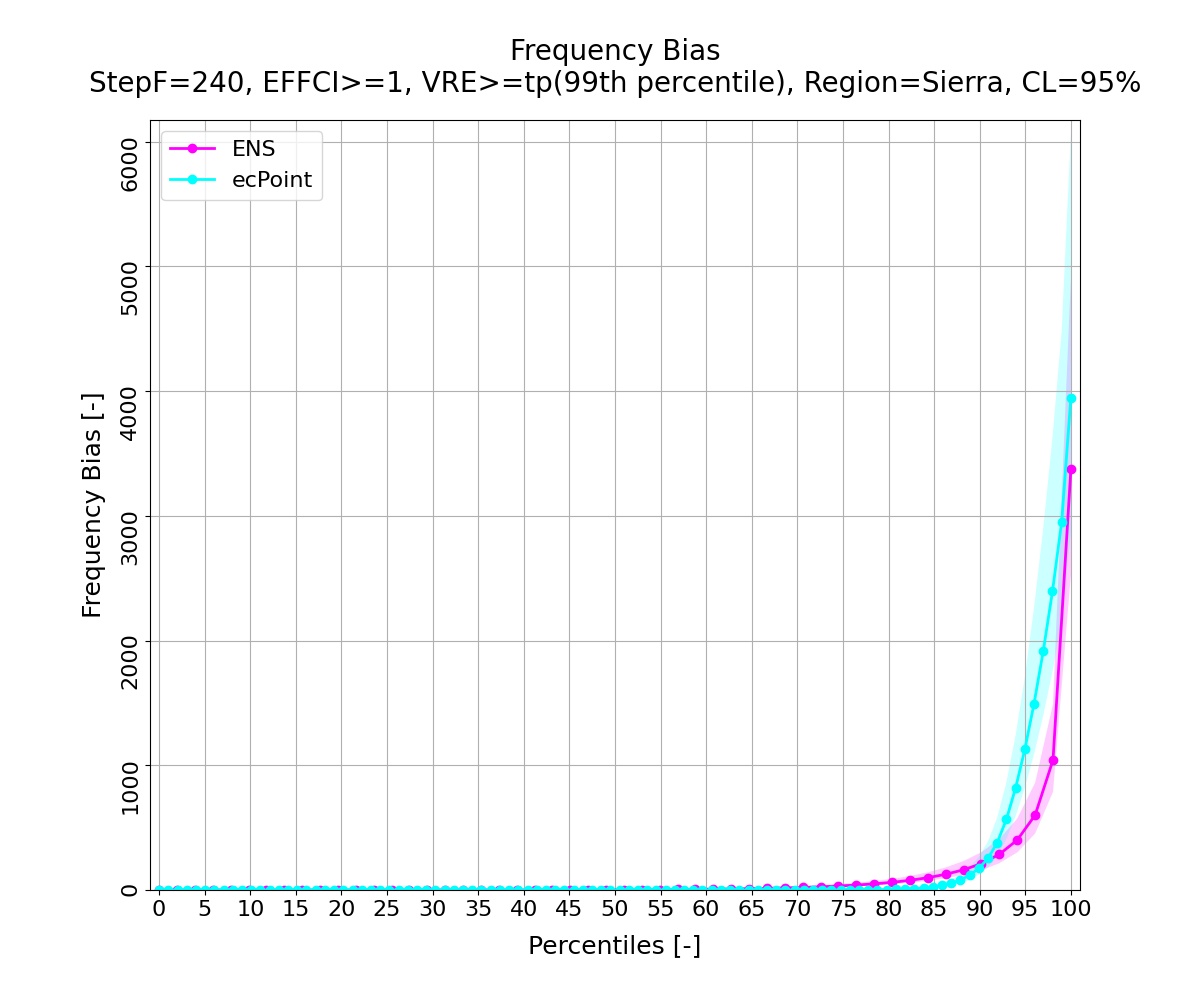 Frequency Bias
StepF=240, EFFCI>=1, VRE>=tp(99th percentile), Region=Sierra, CL=95%
ENS
ecPoint
6000
5000
4000
3000
2000
1000
0
Frequency Bias [-]
0 5 10 15 20 25 30 35 40 45 50 55 60 65 70 75 80 85 90 95 100
Percentiles [-]